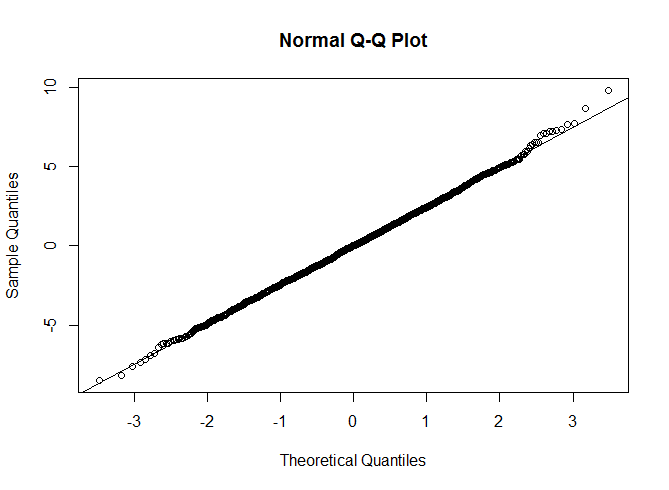 Normal Q-Q Plot
10
5
0
-5
Sample Quantiles
-3 -2 -1 0 1 2 3
Theoretical Quantiles